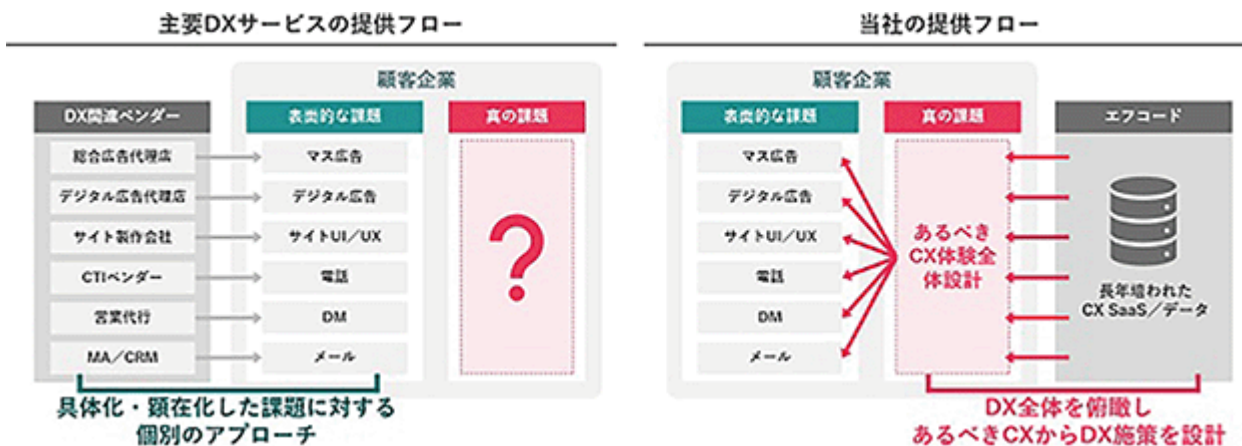 主要DXサービスの提供フロー
顧客企業
DX関連ベンダー
表面的な課題
真の課題
総合広告代理店
マス広告
デジタル広告代理店
デジタル広告
サイト製作会社
サイトUI/UX
CTIベンダー
電話
営業代行
DM
MA/CRM
メール
?
具体化・顕在化した課題に対する
個別のアプローチ
当社の提供フロー
顧客企業
表面的な課題
真の課題
エフコード
マス広告
デジタル広告
サイトUI/UX
電話
DM
メール
あるべき
CX体験全
体設計
長年培われた
CX SaaS/データ
DX全体を俯瞰し
あるべきCXからDX施策を設計